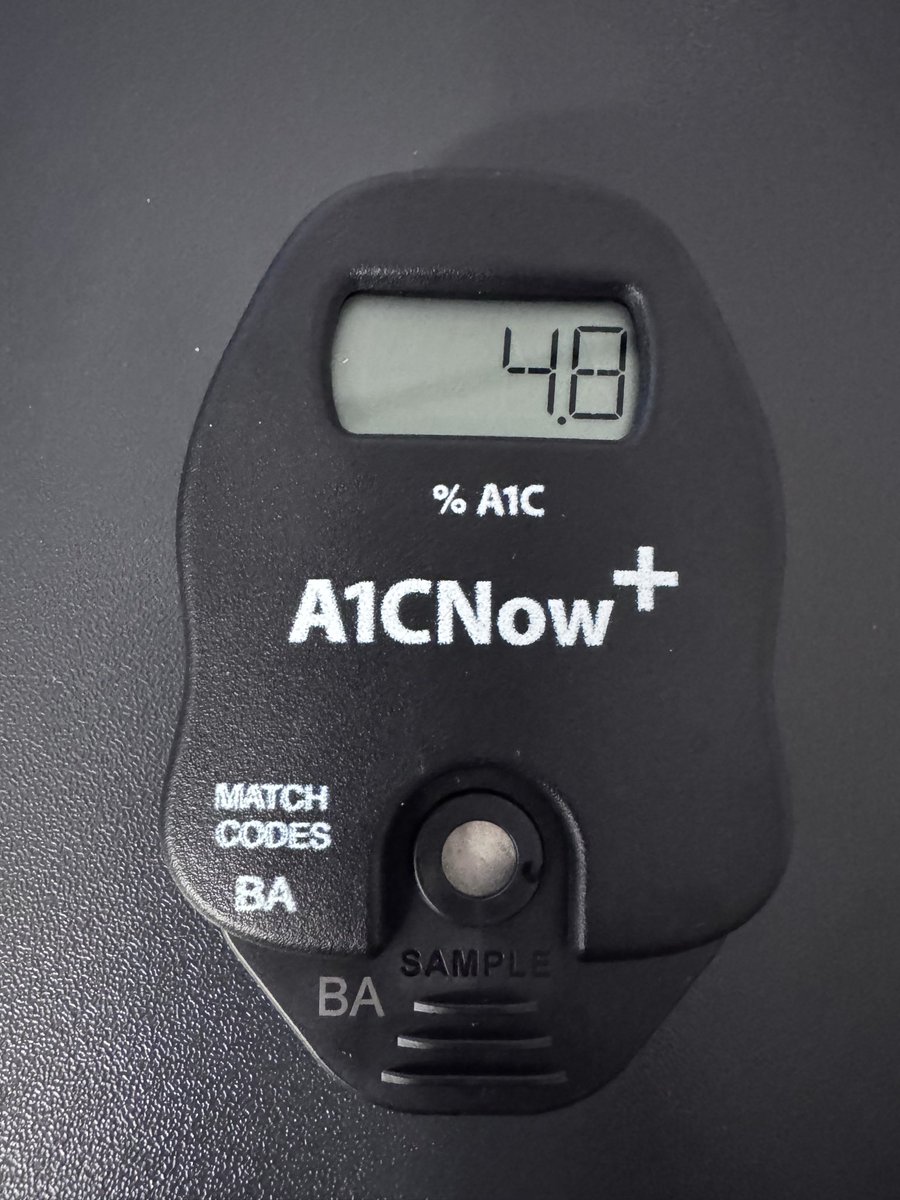 4.8
% A1C
A1CNow+
MATCH
CODES
BA
SAMPLE
BA